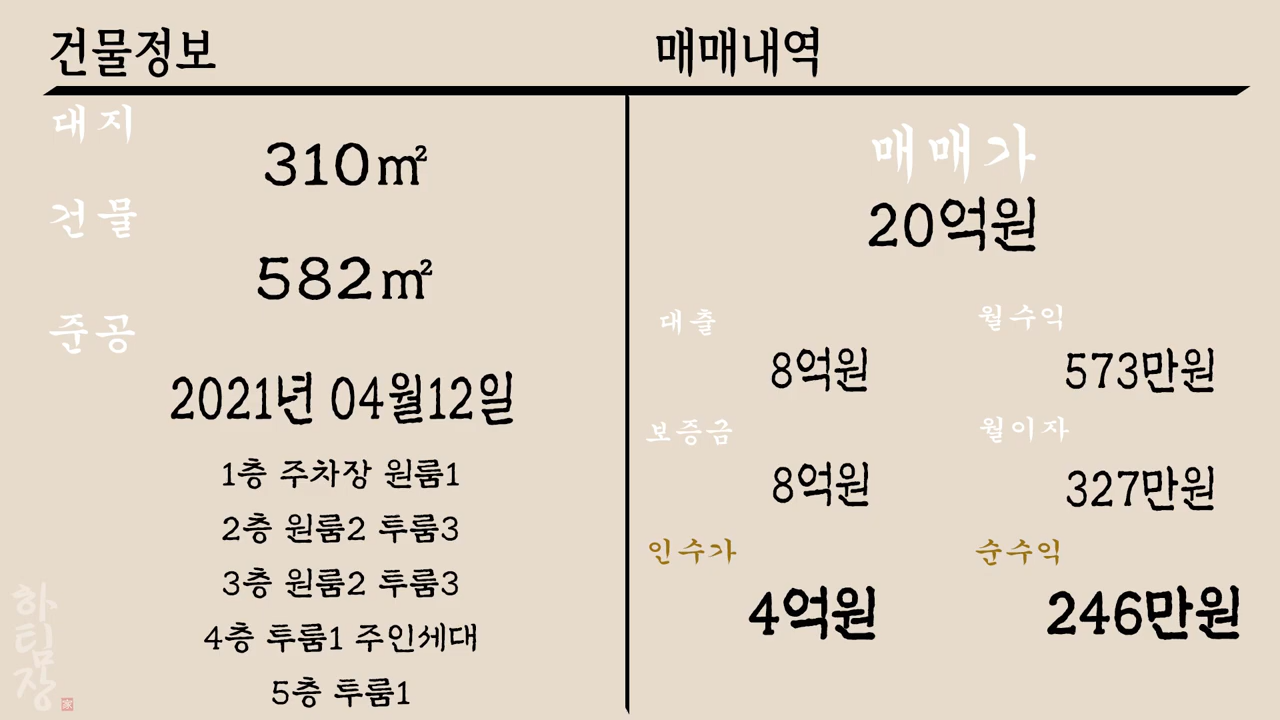 건물정보
대지
310㎡
건물
582㎡
준공
2021년 04월12일
1층 주차장 원룸1
2층 원룸2 투룸3
3층 원룸2 투룸3
4층 투룸1 주인세대
5층 투룸1
하팀장
매매내역
매매가
20억원
대출
8억원
월수익
573만원
보증금
8억원
월이자
327만원
인수가
4억원
순수익
246만원